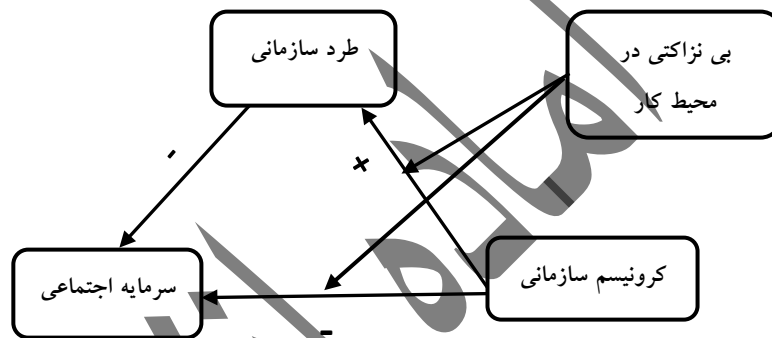 طرد سازمانی
بی نزاکتی در
محیط کار
-
+
سرمایه اجتماعی
کرونیسم سازمانی
-